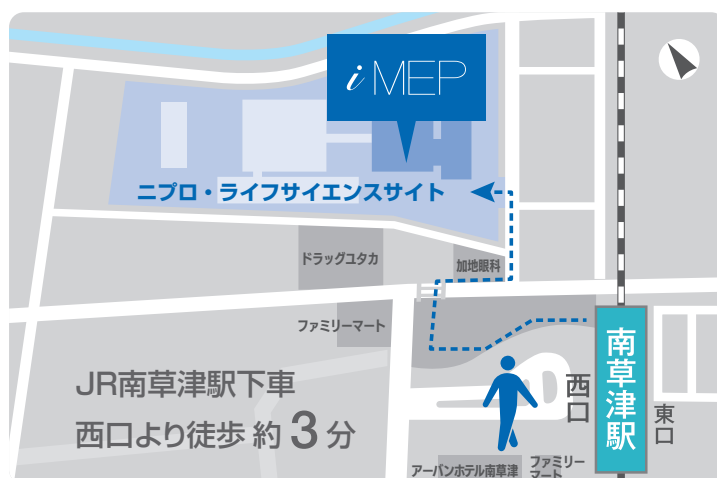 i MEP
ニプロ・ライフサイエンスサイト
ドラッグユタカ
加地眼科
ファミリーマート
JR南草津駅下車
西口より徒歩 約 3 分
西口
南草津駅
東口
アーバンホテル南草津
ファミリー
マート